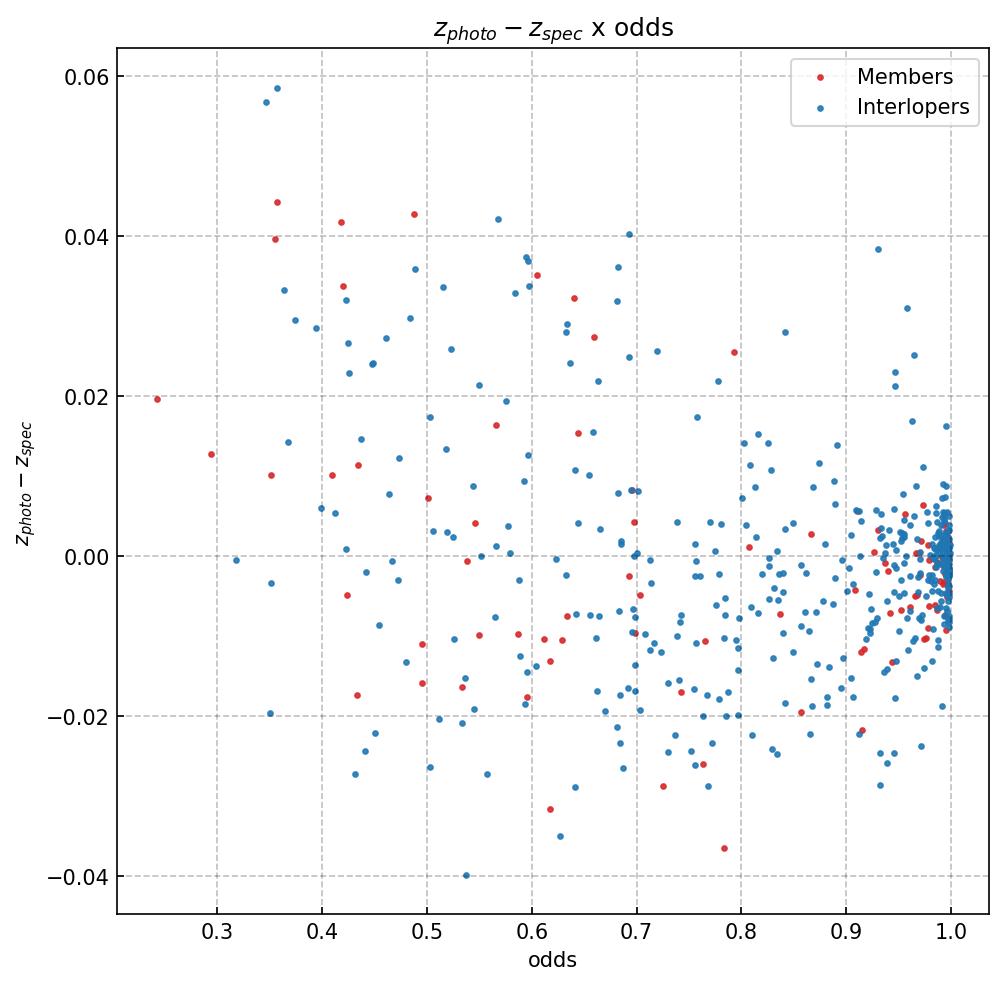 z_photo − z_spec x odds
Members
Interlopers
z_photo − z_spec
0.06
0.04
0.02
0.00
−0.02
−0.04
0.3 0.4 0.5 0.6 0.7 0.8 0.9 1.0
odds